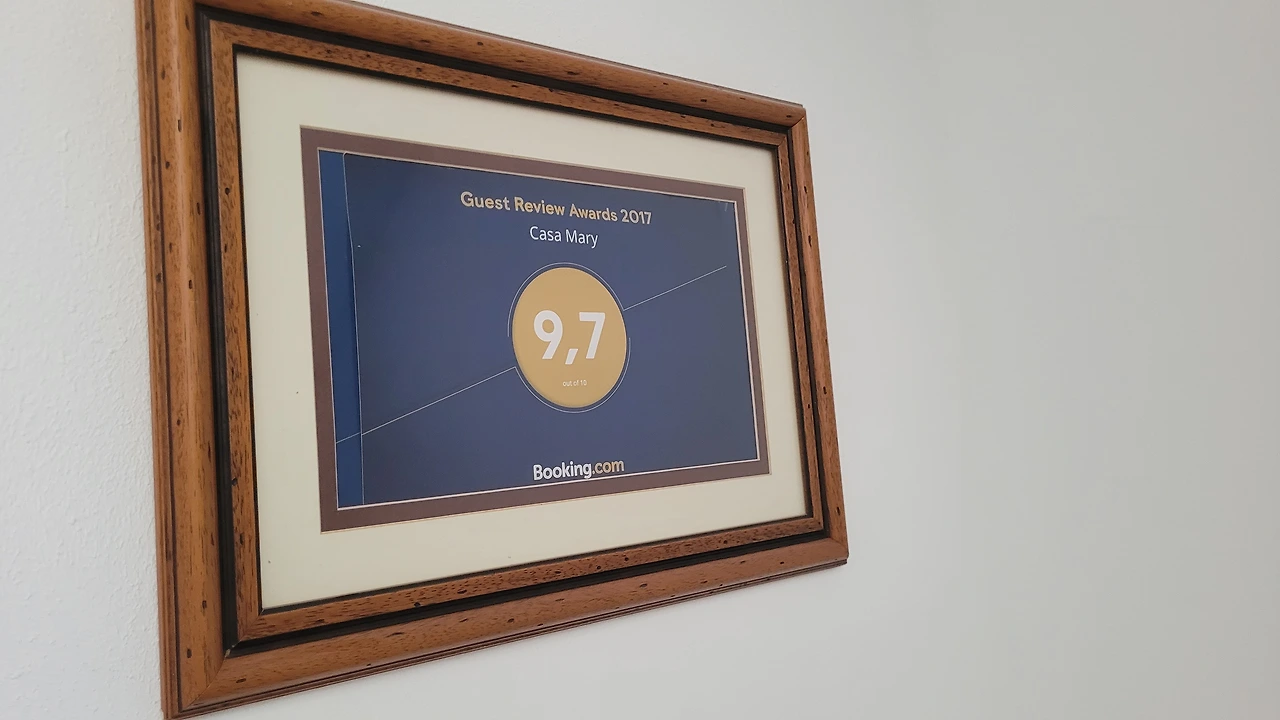 Guest Review Awards 2017
Casa Mary
9,7
out of 10
Booking.com